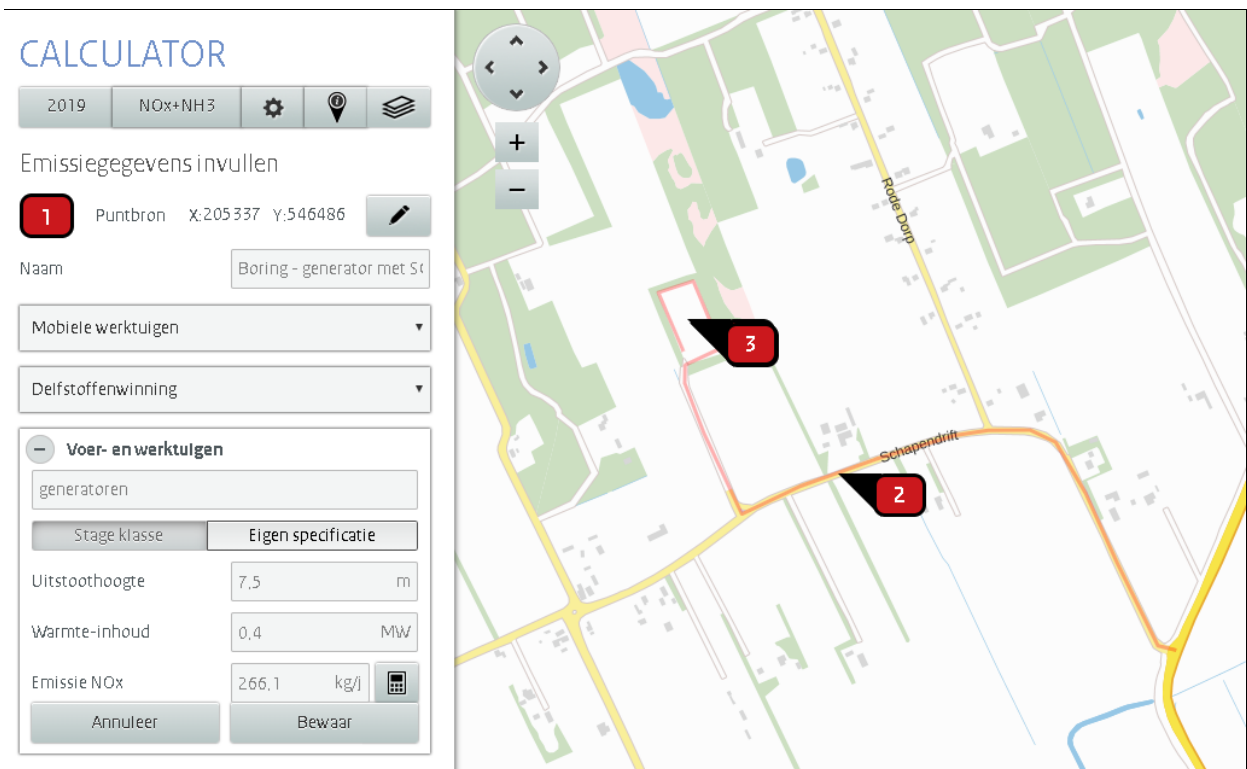 CALCULATOR
2019 NOx+NH3
Emissiegegevens invullen
1 Puntbron X:205337 Y:546486
Naam Boring - generator met S
Mobiele werktuigen
Delfstoffenwinning
Voer- en werktuigen
generatoren
Stage klasse Eigen specificatie
Uitstoothoogte 7,5 m
Warmte-inhoud 0,4 MW
Emissie NOx 266,1 kg/j
Annuleer Bewaar
+
−
Rode Dorp
3
Schapendrift
2